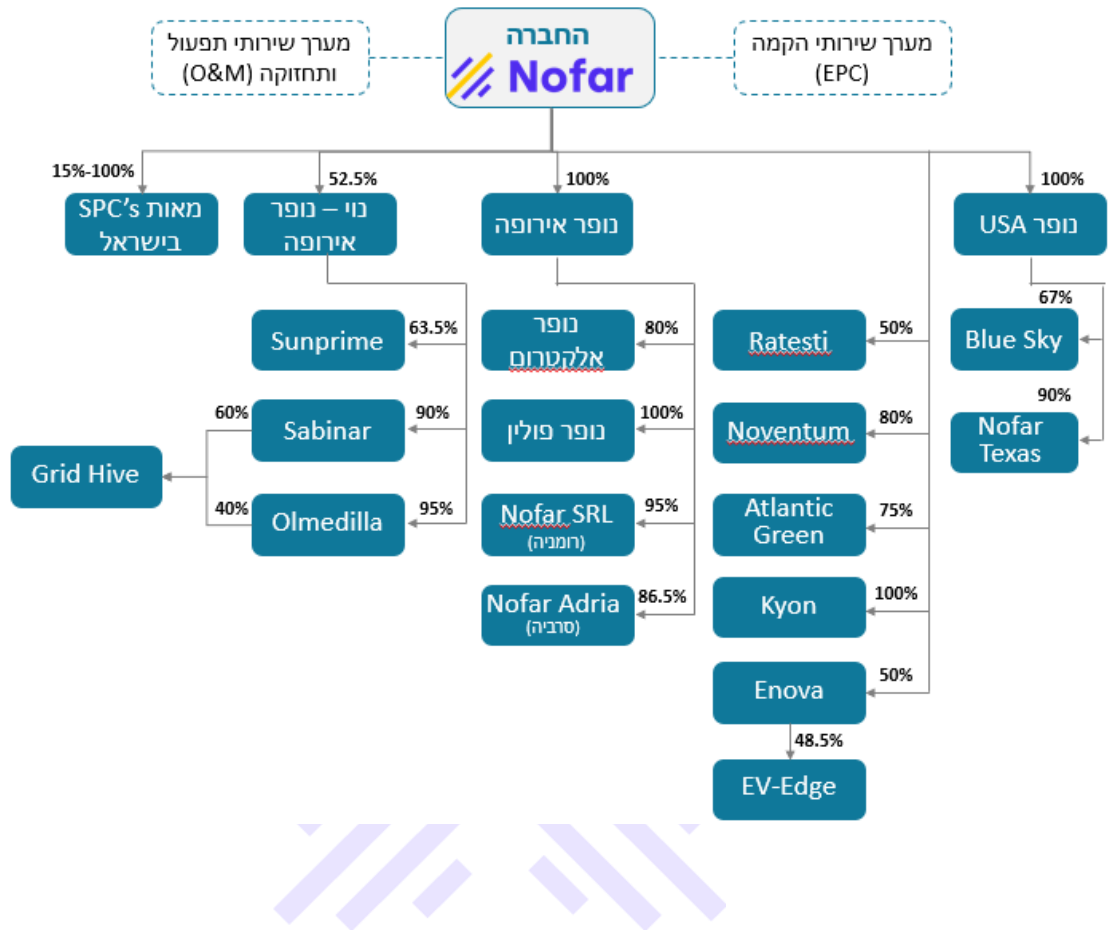 מערך שירותי תפעול
ותחזוקה (O&M)
החברה
Nofar
מערך שירותי הקמה
(EPC)
15%-100%
52.5%
100%
100%
מאות SPC's
בישראל
נוי – נופר
אירופה
נופר אירופה
נופר USA
Sunprime
63.5%
נופר
אלקטרום
80%
Ratesti
50%
67%
Blue Sky
60%
Sabinar
90%
נופר פולין
100%
Noventum
80%
90%
Nofar
Texas
Grid Hive
40%
Olmedilla
95%
Nofar SRL
(רומניה)
95%
Atlantic
Green
75%
Nofar Adria
(סרביה)
86.5%
Kyon
100%
Enova
50%
48.5%
EV-Edge